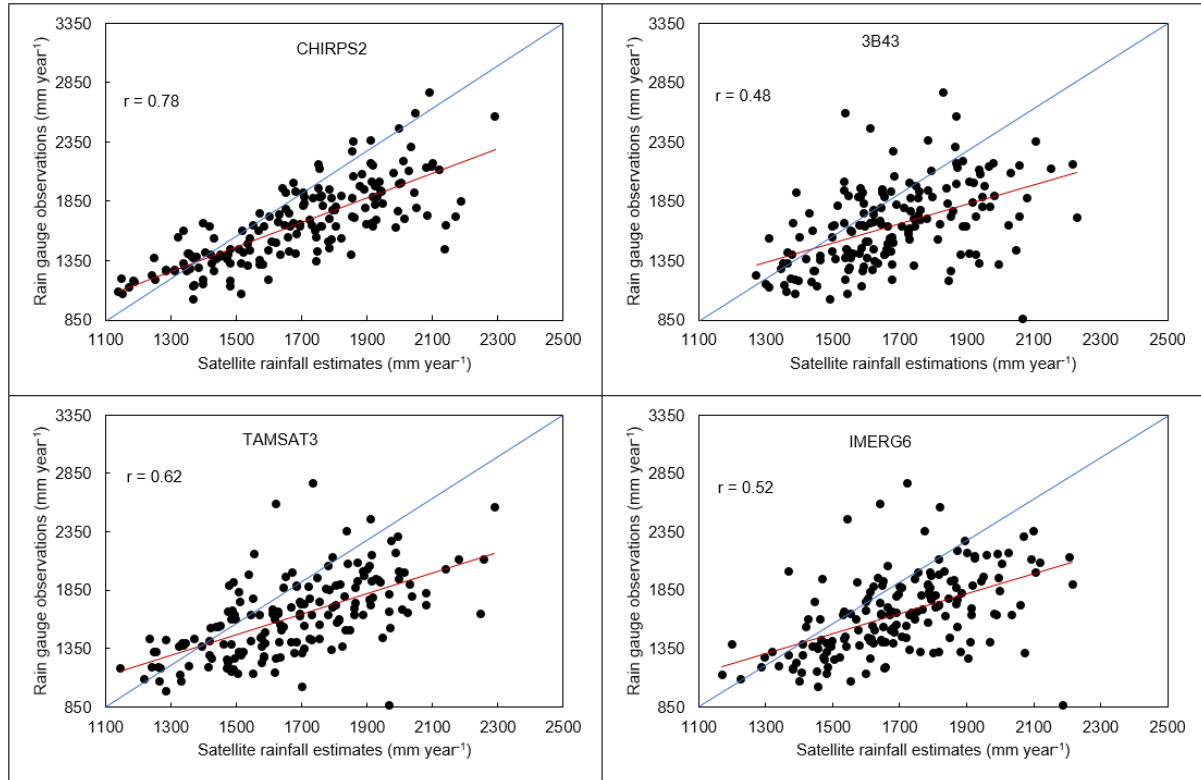 CHIRPS2
r = 0.78
Rain gauge observations (mm year⁻¹)
3350
2850
2350
1850
1350
850
1100 1300 1500 1700 1900 2100 2300 2500
Satellite rainfall estimates (mm year⁻¹)
3B43
r = 0.48
Rain gauge observations (mm year⁻¹)
3350
2850
2350
1850
1350
850
1100 1300 1500 1700 1900 2100 2300 2500
Satellite rainfall estimations (mm year⁻¹)
TAMSAT3
r = 0.62
Rain gauge observations (mm year⁻¹)
3350
2850
2350
1850
1350
850
1100 1300 1500 1700 1900 2100 2300 2500
Satellite rainfall estimates (mm year⁻¹)
IMERG6
r = 0.52
Rain gauge observations (mm year⁻¹)
3350
2850
2350
1850
1350
850
1100 1300 1500 1700 1900 2100 2300 2500
Satellite rainfall estimates (mm year⁻¹)